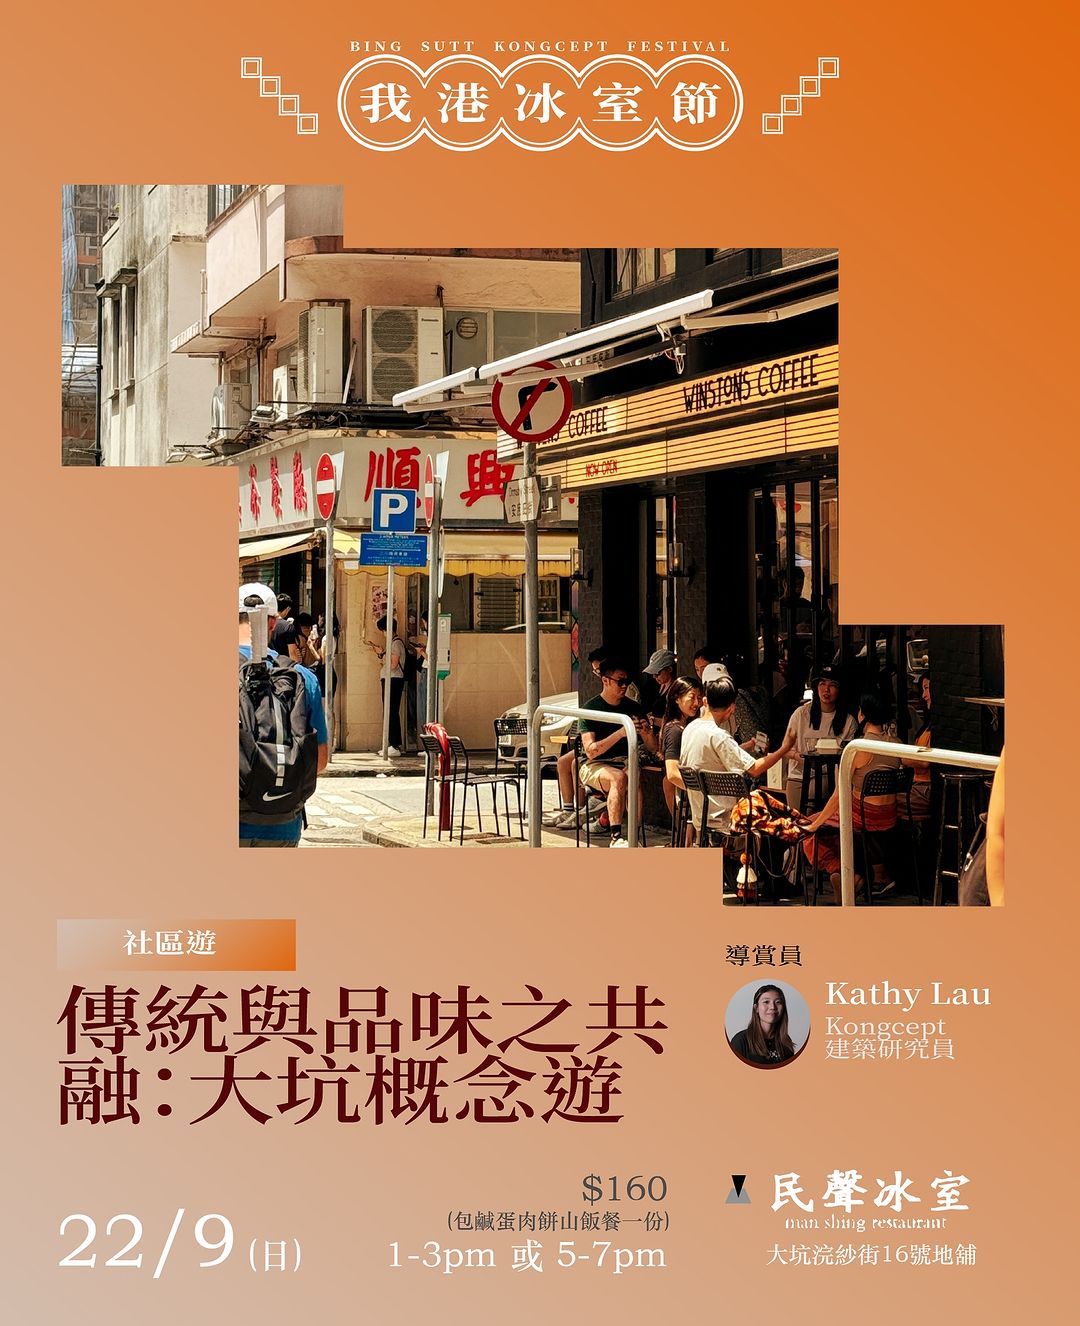 BING SUTT KONGCEPT FESTIVAL
我港冰室節
WINSTONS COFFEE
COFFEE
NOW OPEN
順興
P
社區遊
傳統與品味之共
融：大坑概念遊
導賞員
Kathy Lau
Kongcept
建築研究員
$160
(包鹹蛋肉餅山飯餐一份)
22/9 (日)
1-3pm 或 5-7pm
民聲冰室
man shing restaurant
大坑浣紗街16號地舖